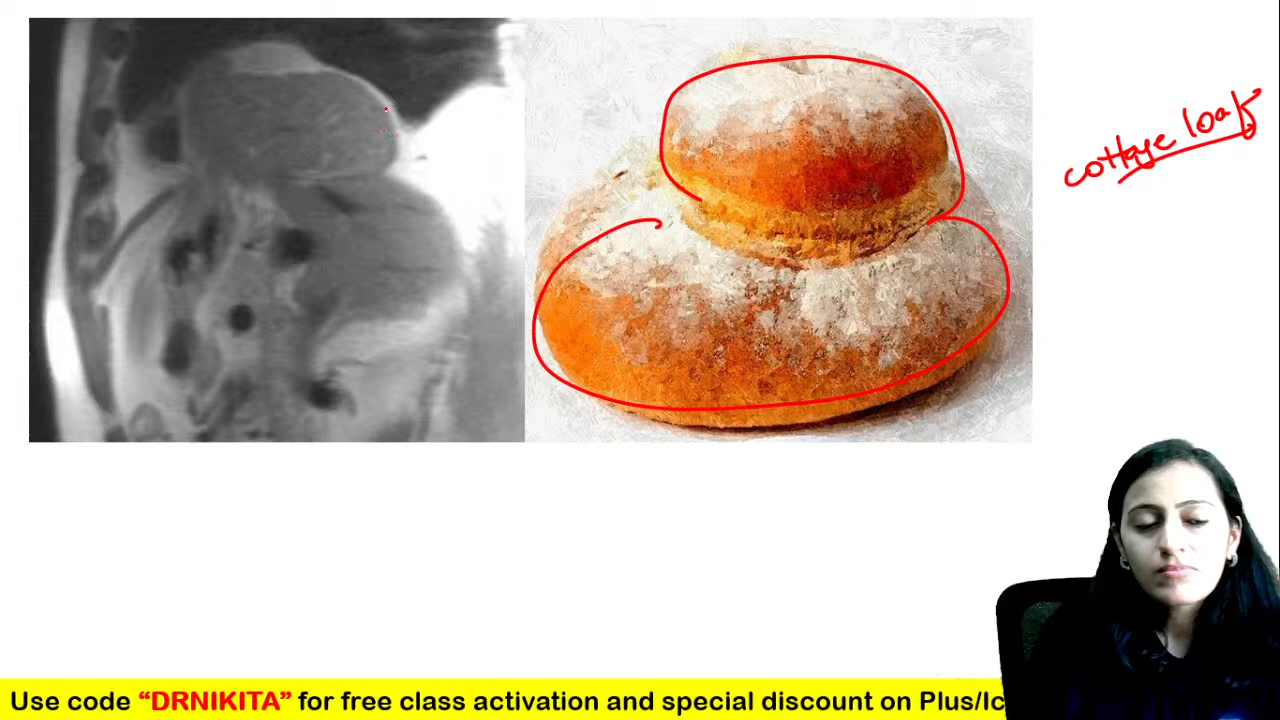 cottage loaf
Use code “DRNIKITA” for free class activation and special discount on Plus/Ic